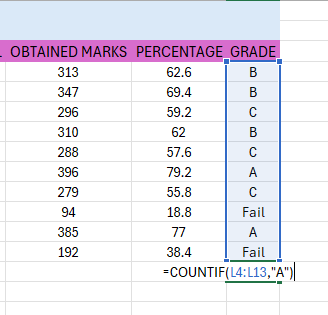 OBTAINED MARKS PERCENTAGE GRADE
313 62.6 B
347 69.4 B
296 59.2 C
310 62 B
288 57.6 C
396 79.2 A
279 55.8 C
94 18.8 Fail
385 77 A
192 38.4 Fail
=COUNTIF(L4:L13,"A")